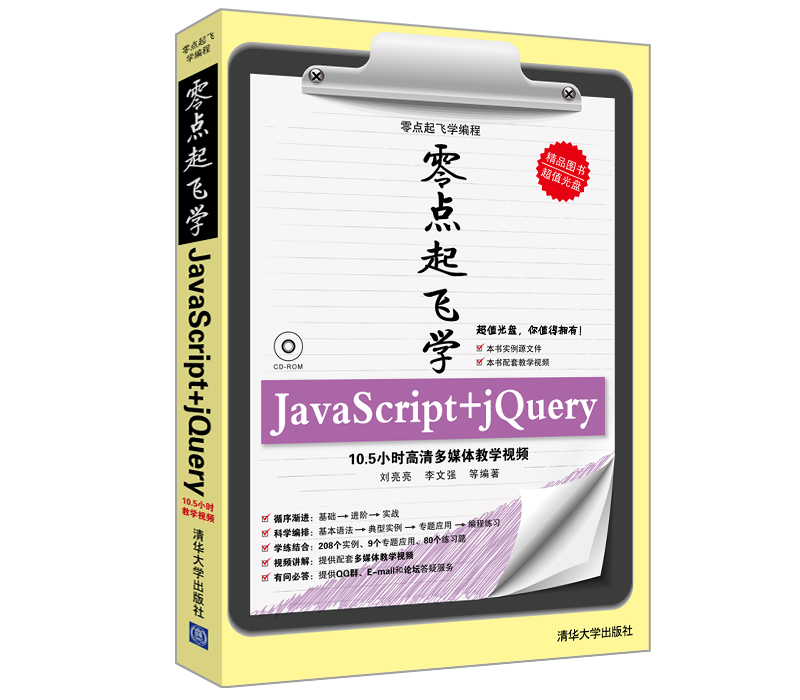 零点起飞
学编程
零点起飞学
JavaScript+jQuery
10.5小时
教学视频
清华大学出版社
零点起飞学编程
精品图书
超值光盘
零点起飞学
超值光盘，你值得拥有！
本书实例源文件
本书配套教学视频
CD-ROM
JavaScript+jQuery
10.5小时高清多媒体教学视频
刘亮亮 李文强 等编著
循序渐进：基础→进阶→实战
科学编排：基本语法→典型实例→专题应用→编程练习
学练结合：208个实例、9个专题应用、80个练习题
视频讲解：提供配套多媒体教学视频
有问必答：提供QQ群、E-mail和论坛答疑服务
清华大学出版社